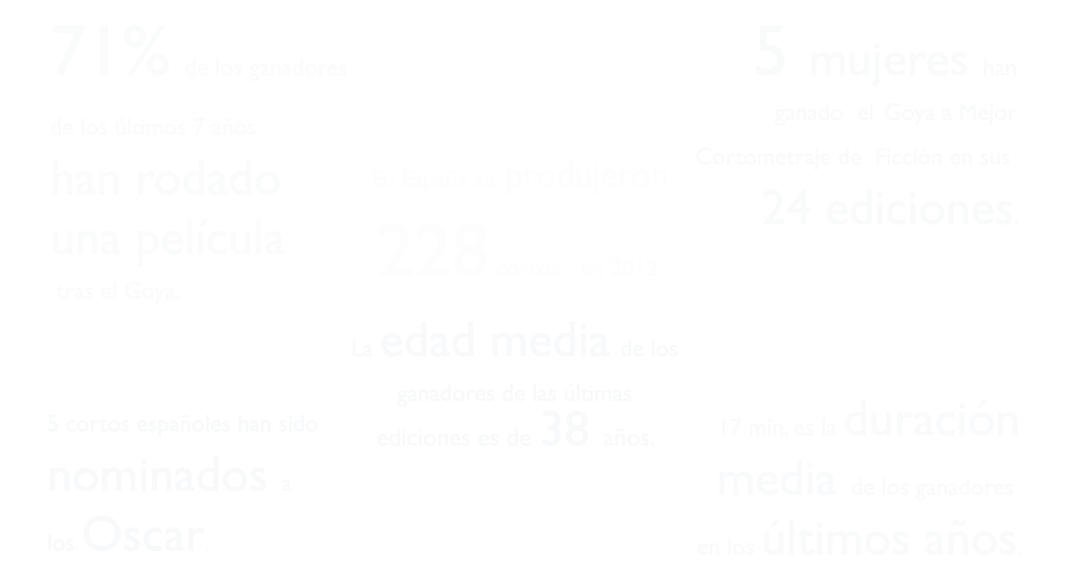 71% de los ganadores
de los últimos 7 años
han rodado
una película
tras el Goya.
5 mujeres han
ganado el Goya a Mejor
Cortometraje de Ficción en sus
24 ediciones.
En España se produjeron
228 cortos en 2012
La edad media de los
ganadores de las últimas
ediciones es de 38 años.
5 cortos españoles han sido
nominados a
los Oscar.
17 min. es la duración
media de los ganadores
en los últimos años.